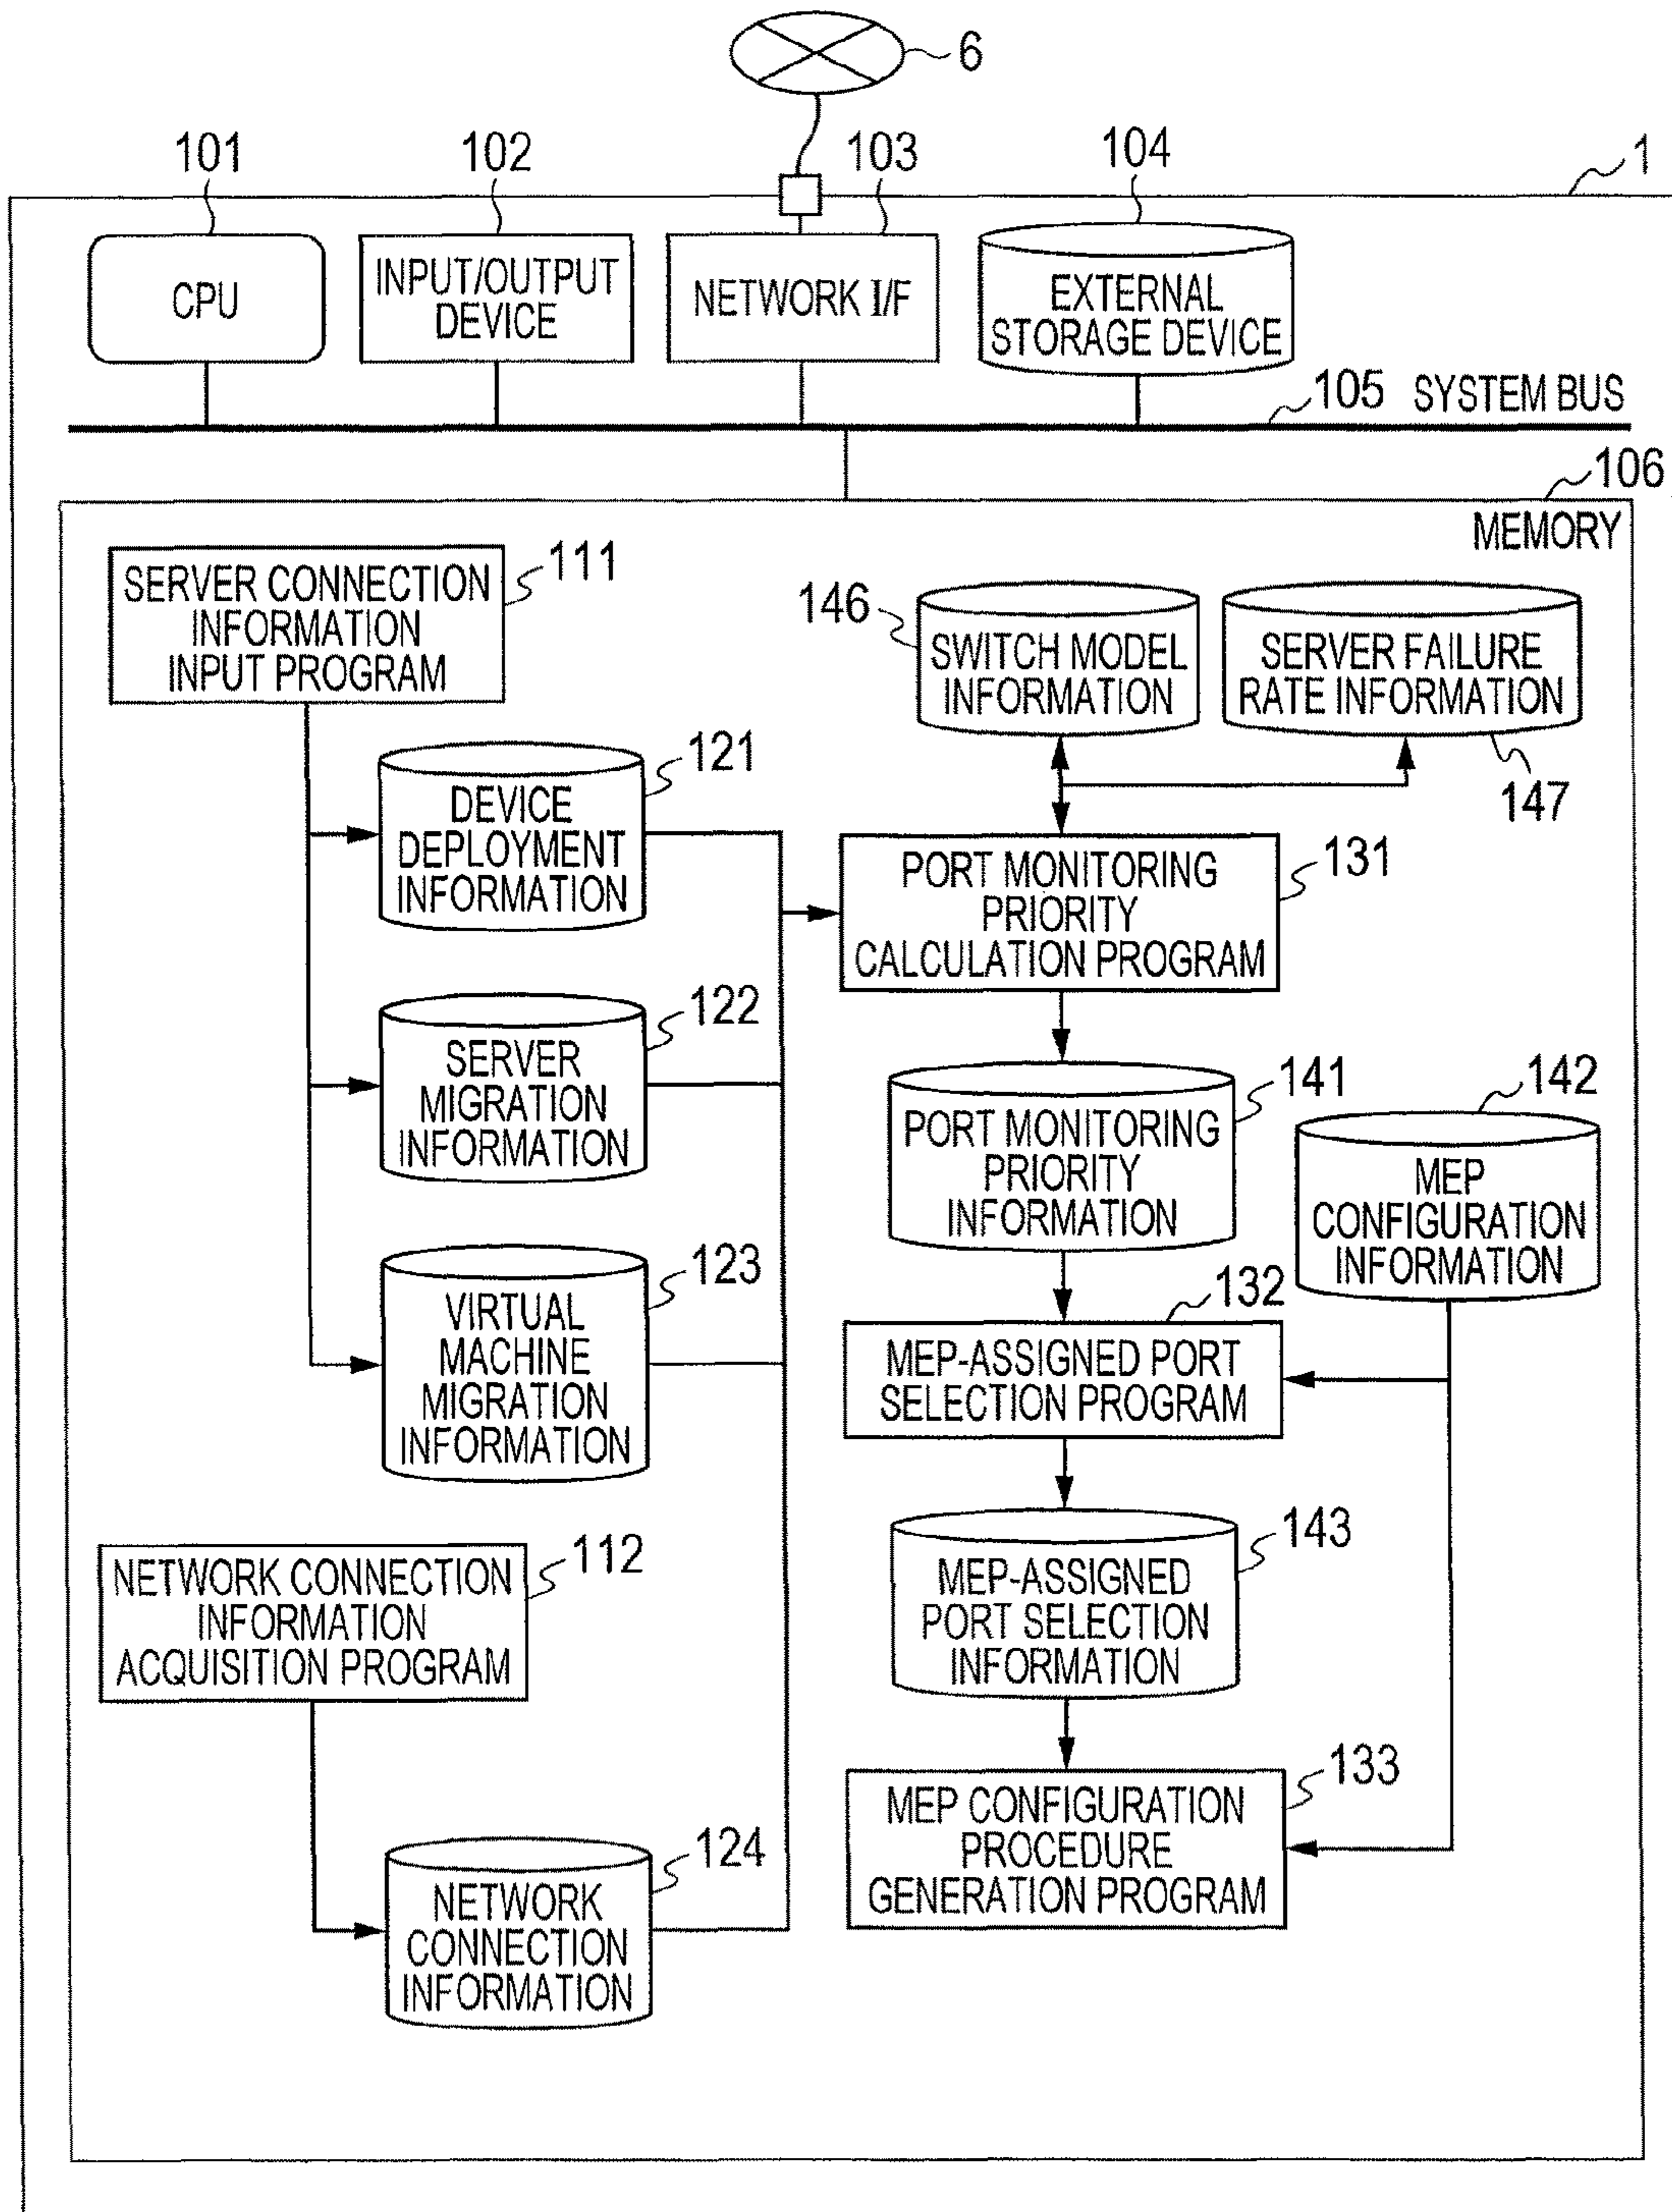 6
101
102
103
104
1
CPU
INPUT/OUTPUT
DEVICE
NETWORK I/F
EXTERNAL
STORAGE DEVICE
105
SYSTEM BUS
106
MEMORY
SERVER CONNECTION
INFORMATION
INPUT PROGRAM
111
146
SWITCH MODEL
INFORMATION
SERVER FAILURE
RATE INFORMATION
147
121
DEVICE
DEPLOYMENT
INFORMATION
PORT MONITORING
PRIORITY
CALCULATION PROGRAM
131
122
SERVER
MIGRATION
INFORMATION
141
PORT MONITORING
PRIORITY
INFORMATION
142
MEP
CONFIGURATION
INFORMATION
123
VIRTUAL
MACHINE
MIGRATION
INFORMATION
132
MEP-ASSIGNED PORT
SELECTION PROGRAM
112
NETWORK CONNECTION
INFORMATION
ACQUISITION PROGRAM
143
MEP-ASSIGNED
PORT SELECTION
INFORMATION
133
MEP CONFIGURATION
PROCEDURE
GENERATION PROGRAM
124
NETWORK
CONNECTION
INFORMATION